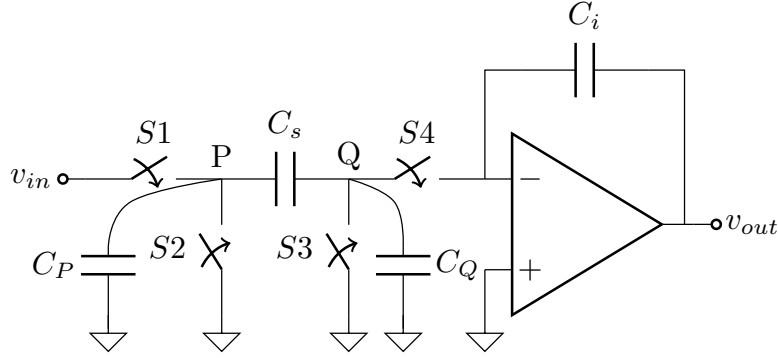 C_i
S1
C_s
S4
P
Q
v_in
−
C_P
S2
S3
C_Q
+
v_out